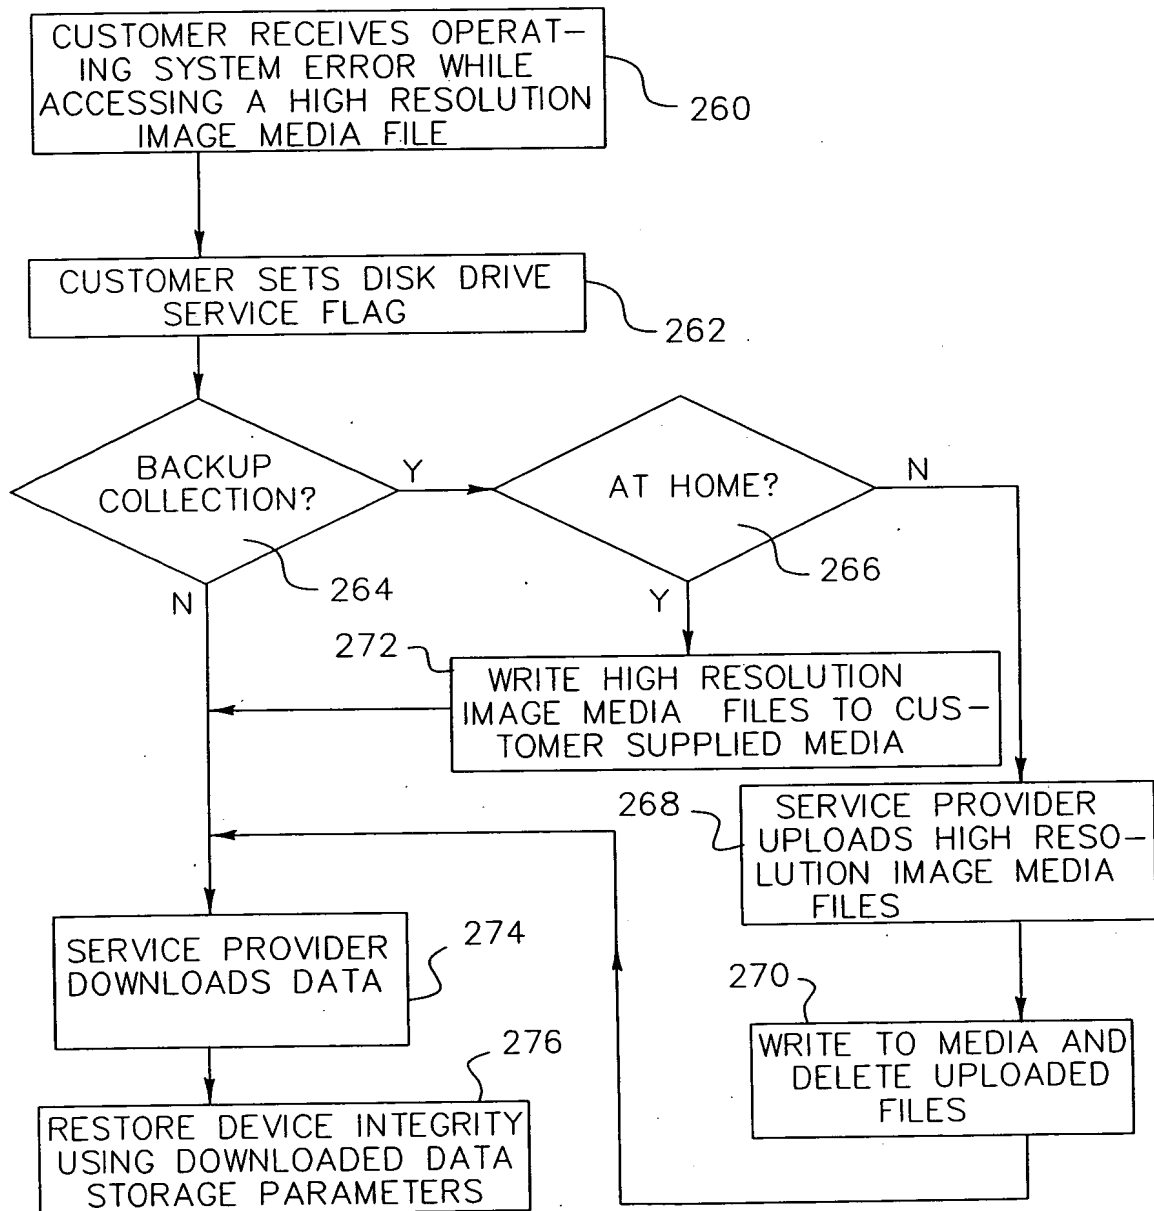 CUSTOMER RECEIVES OPERAT-
ING SYSTEM ERROR WHILE
ACCESSING A HIGH RESOLUTION
IMAGE MEDIA FILE
260
CUSTOMER SETS DISK DRIVE
SERVICE FLAG
262
BACKUP
COLLECTION?
264
Y
N
AT HOME?
266
N
Y
272
WRITE HIGH RESOLUTION
IMAGE MEDIA FILES TO CUS-
TOMER SUPPLIED MEDIA
268
SERVICE PROVIDER
UPLOADS HIGH RESO-
LUTION IMAGE MEDIA
FILES
270
WRITE TO MEDIA AND
DELETE UPLOADED
FILES
SERVICE PROVIDER
DOWNLOADS DATA
274
276
RESTORE DEVICE INTEGRITY
USING DOWNLOADED DATA
STORAGE PARAMETERS